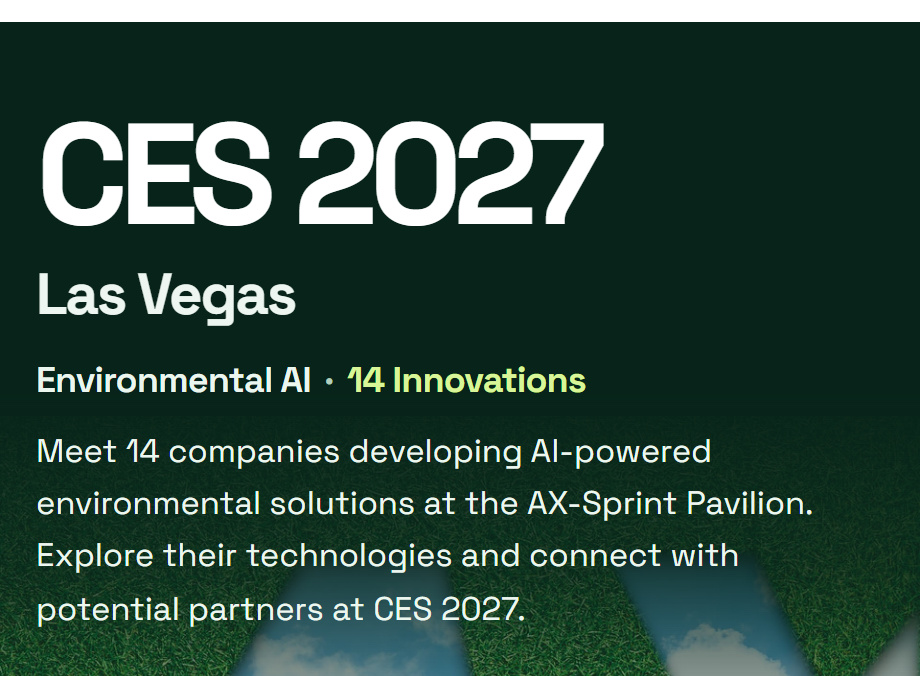 CES 2027
Las Vegas
Environmental AI · 14 Innovations
Meet 14 companies developing AI-powered
environmental solutions at the AX-Sprint Pavilion.
Explore their technologies and connect with
potential partners at CES 2027.